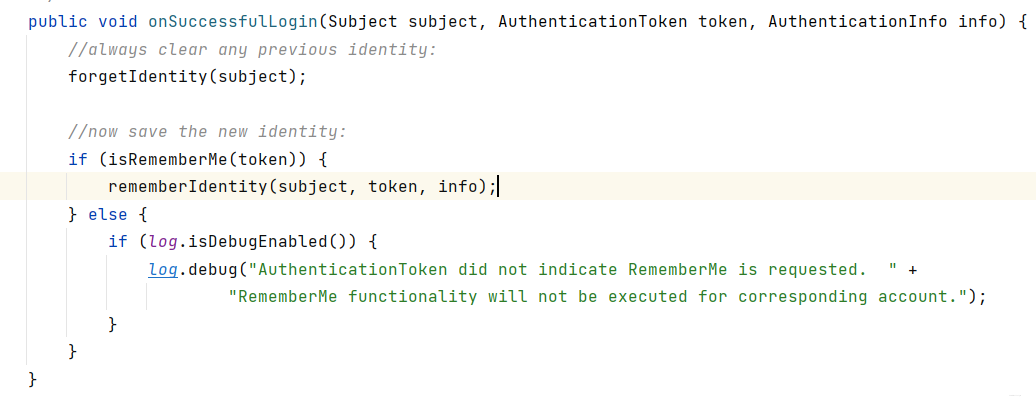 public void onSuccessfulLogin(Subject subject, AuthenticationToken token, AuthenticationInfo info) {
//always clear any previous identity:
forgetIdentity(subject);
//now save the new identity:
if (isRememberMe(token)) {
rememberIdentity(subject, token, info);
} else {
if (log.isDebugEnabled()) {
log.debug("AuthenticationToken did not indicate RememberMe is requested.  " +
"RememberMe functionality will not be executed for corresponding account.");
}
}
}